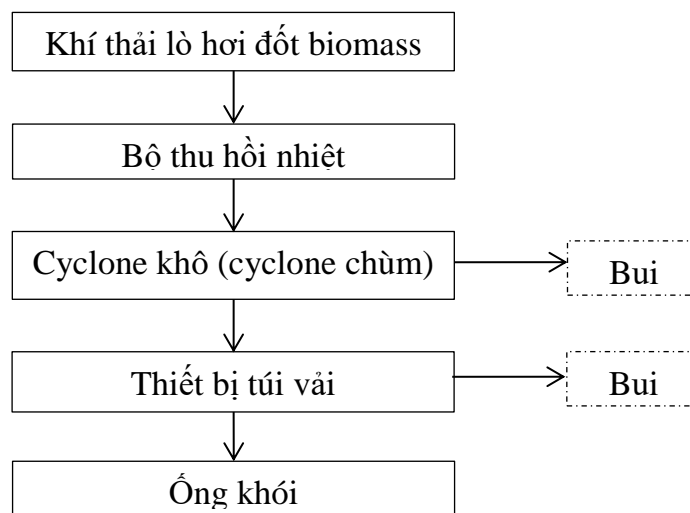 Khí thải lò hơi đốt biomass
Bộ thu hồi nhiệt
Cyclone khô (cyclone chùm)
Bui
Thiết bị túi vải
Bui
Ống khói